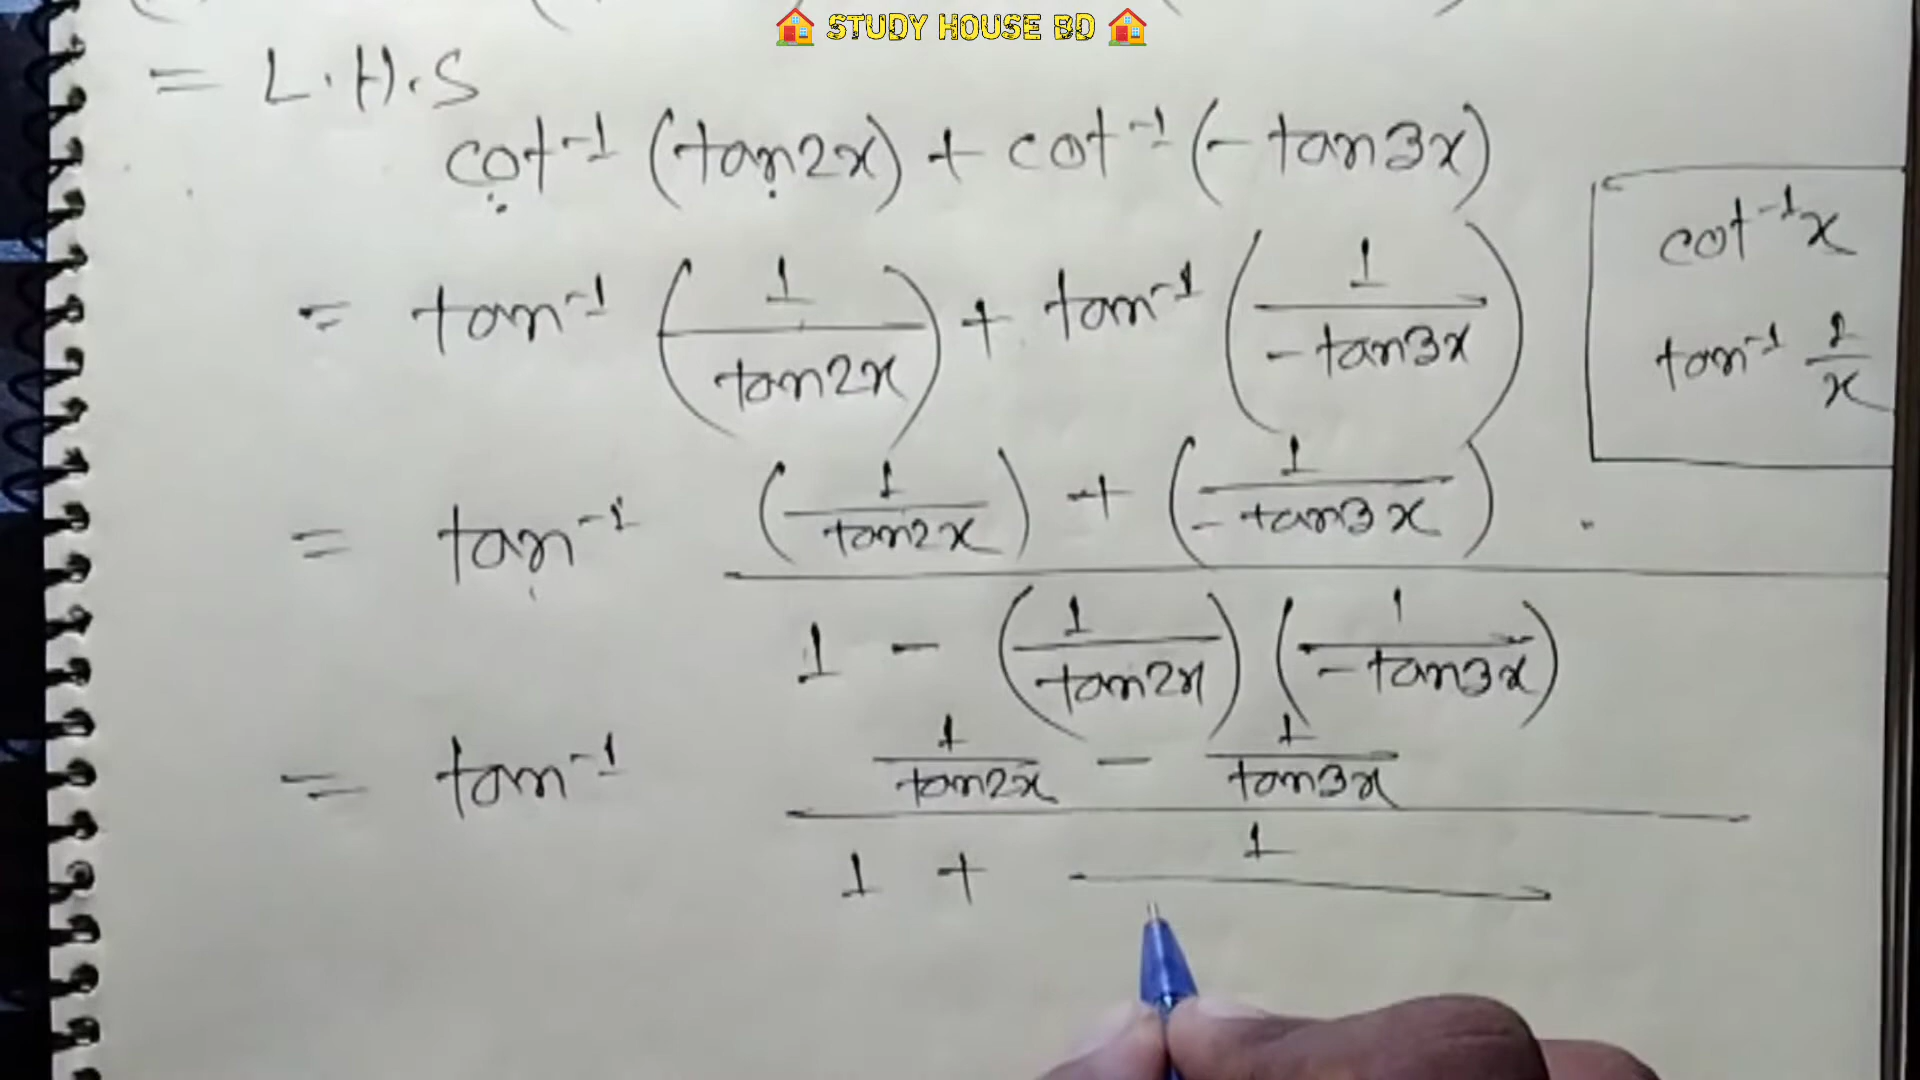 🏠 STUDY HOUSE BD 🏠
= L.H.S
cot⁻¹ (tan2x) + cot⁻¹ (- tan3x)
= tan⁻¹ (1/tan2x) + tan⁻¹ (1/-tan3x)
cot⁻¹x
tan⁻¹ 1/x
= tan⁻¹ ((1/tan2x) + (1/-tan3x)) / (1 - (1/tan2x) (1/-tan3x))
= tan⁻¹ (1/tan2x - 1/tan3x) / (1 + 1/